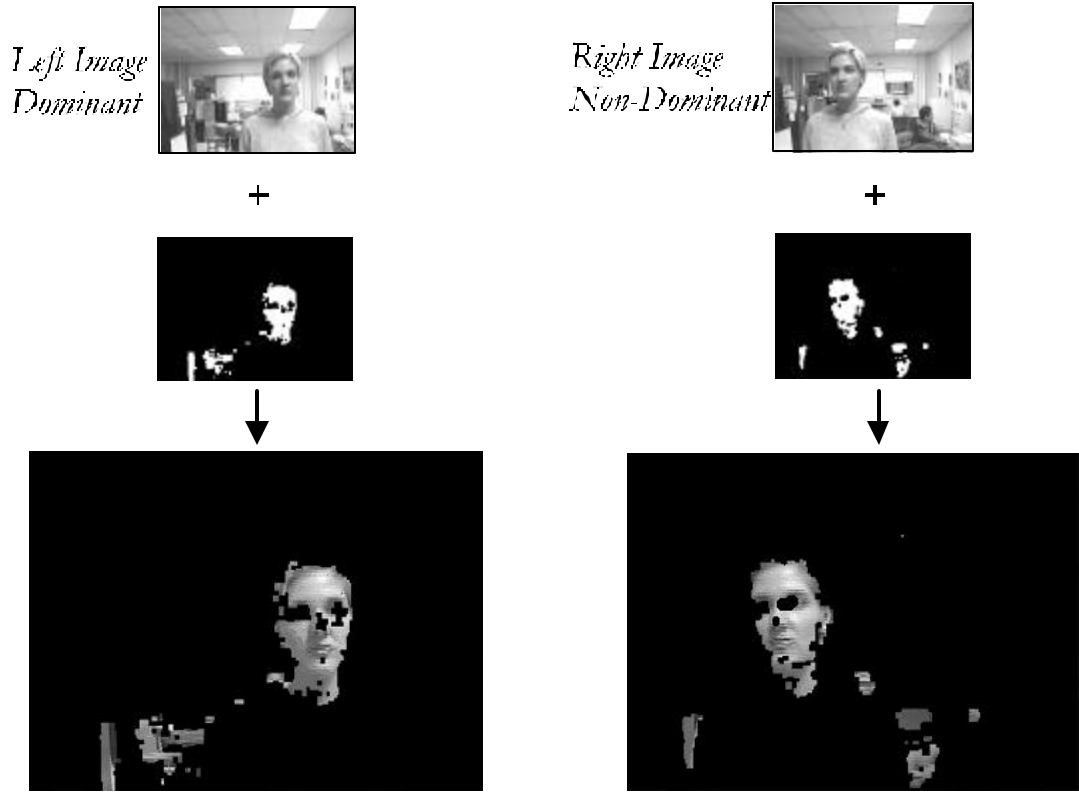 Left Image
Dominant
Right Image
Non-Dominant
+
+